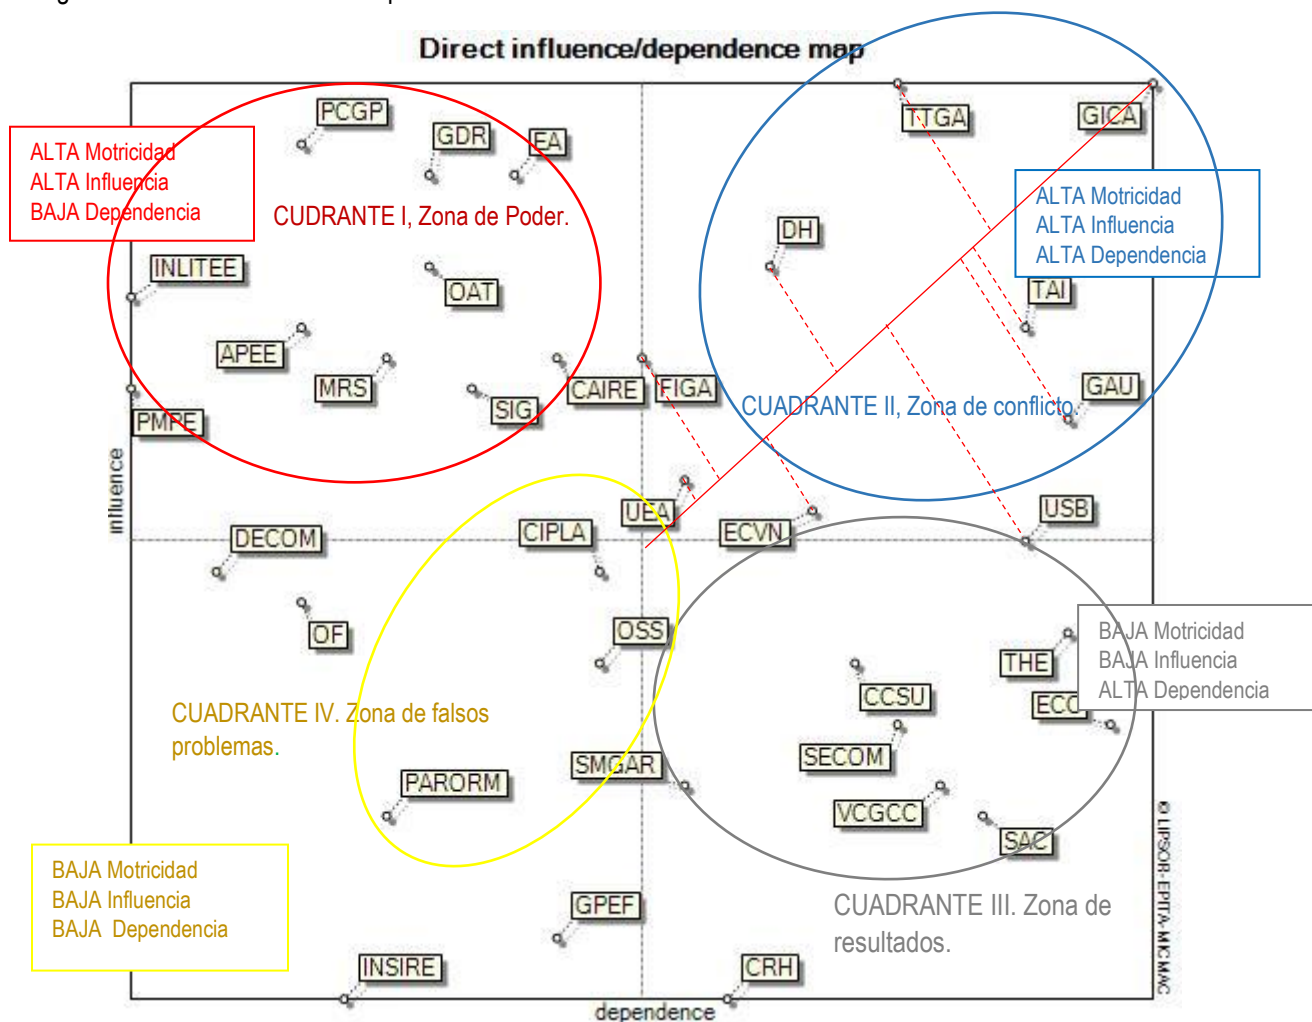 Direct influence/dependence map
PCGP
GDR
EA
TTGA
GICA
ALTA Motricidad
ALTA Influencia
BAJA Dependencia
CUDRANTE I, Zona de Poder.
DH
ALTA Motricidad
ALTA Influencia
ALTA Dependencia
INLITEE
OAT
TAI
APEE
MRS
SIG
CAIRE
FIGA
GAU
PMPE
CUADRANTE II, Zona de conflicto
influence
UEA
ECVN
USB
DECOM
CIPLA
OF
OSS
THE
BAJA Motricidad
BAJA Influencia
ALTA Dependencia
CCSU
ECC
CUADRANTE IV. Zona de falsos
problemas.
SECOM
SMGAR
PARORM
VCGCC
SAC
BAJA Motricidad
BAJA Influencia
BAJA Dependencia
GPEF
CUADRANTE III. Zona de
resultados.
INSIRE
CRH
dependence
© LIPSOR-EPITA-MICMAC